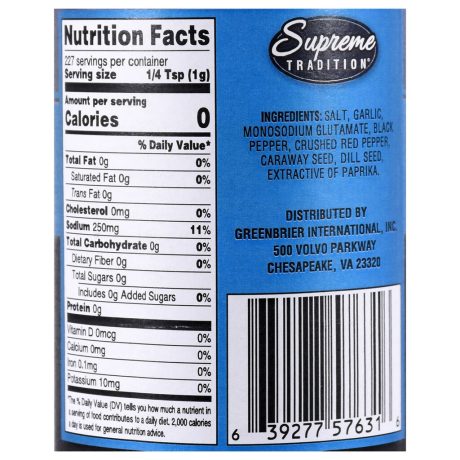 Nutrition Facts
227 servings per container
Serving size 1/4 Tsp (1g)
Amount per serving
Calories 0
% Daily Value*
Total Fat 0g 0%
Saturated Fat 0g 0%
Trans Fat 0g
Cholesterol 0mg 0%
Sodium 250mg 11%
Total Carbohydrate 0g 0%
Dietary Fiber 0g 0%
Total Sugars 0g
Includes 0g Added Sugars 0%
Protein 0g
Vitamin D 0mcg 0%
Calcium 0mg 0%
Iron 0.1mg 0%
Potassium 10mg 0%
*The % Daily Value (DV) tells you how much a nutrient in
a serving of food contributes to a daily diet. 2,000 calories
a day is used for general nutrition advice.
Supreme
TRADITION®
INGREDIENTS: SALT, GARLIC,
MONOSODIUM GLUTAMATE, BLACK
PEPPER, CRUSHED RED PEPPER,
CARAWAY SEED, DILL SEED,
EXTRACTIVE OF PAPRIKA.
DISTRIBUTED BY
GREENBRIER INTERNATIONAL, INC.
500 VOLVO PARKWAY
CHESAPEAKE, VA 23320
6 39277 57631 6